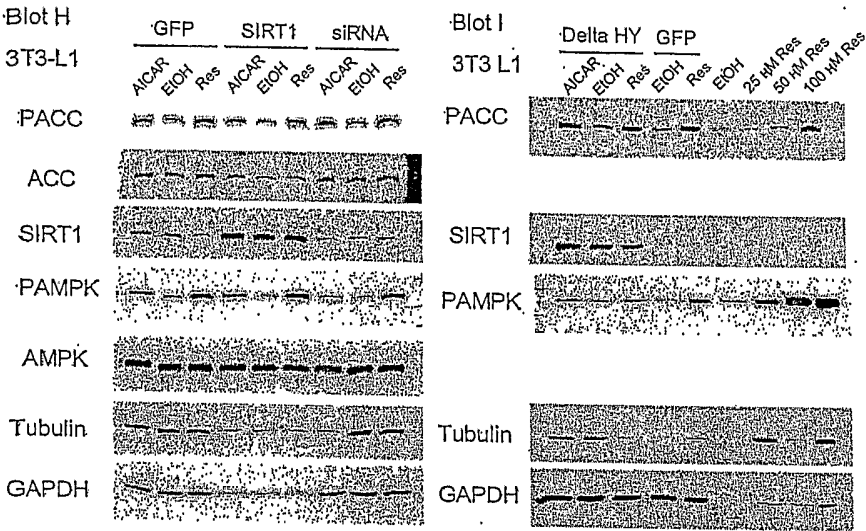 Blot H
3T3-L1
GFP SIRT1 siRNA
AICAR EtOH Res AICAR EtOH Res AICAR EtOH Res
PACC
ACC
SIRT1
PAMPK
AMPK
Tubulin
GAPDH
Blot I
3T3 L1
Delta HY GFP
AICAR EtOH Res EtOH Res EtOH 25 µM Res 50 µM Res 100 µM Res
PACC
SIRT1
PAMPK
Tubulin
GAPDH